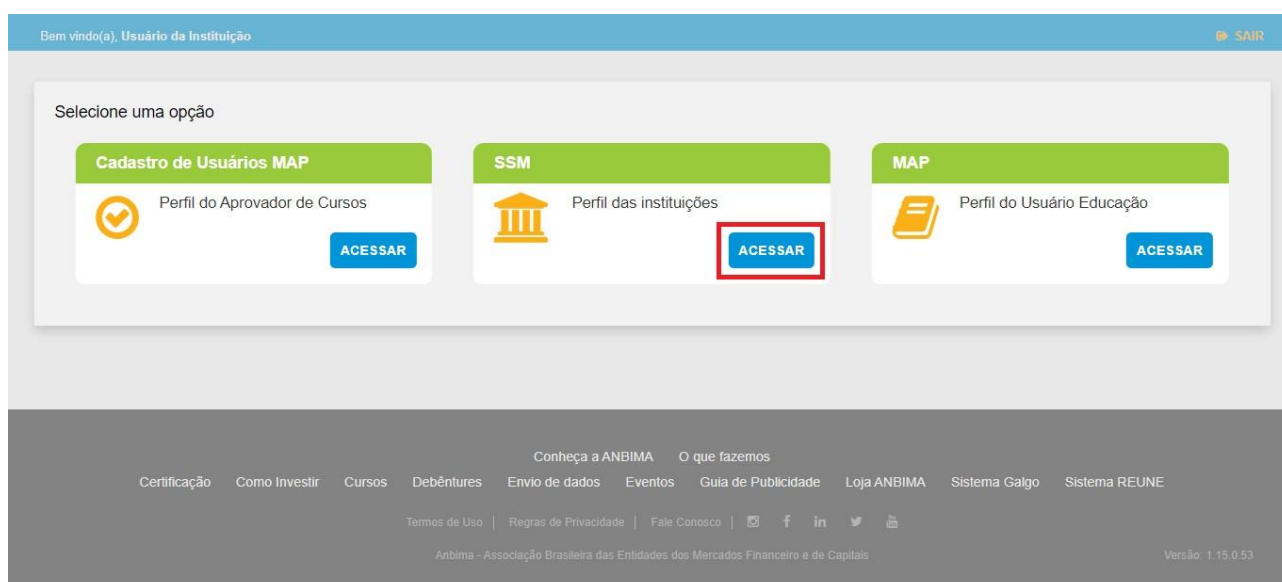 Bem vindo(a), Usuário da Instituição
SAIR
Selecione uma opção
Cadastro de Usuários MAP
Perfil do Aprovador de Cursos
ACESSAR
SSM
Perfil das instituições
ACESSAR
MAP
Perfil do Usuário Educação
ACESSAR
Conheça a ANBIMA O que fazemos
Certificação Como Investir Cursos Debêntures Envio de dados Eventos Guia de Publicidade Loja ANBIMA Sistema Galgo Sistema REUNE
Termos de Uso | Regras de Privacidade | Fale Conosco |
Anbima - Associação Brasileira das Entidades dos Mercados Financeiro e de Capitais
Versão: 1.15.0.53